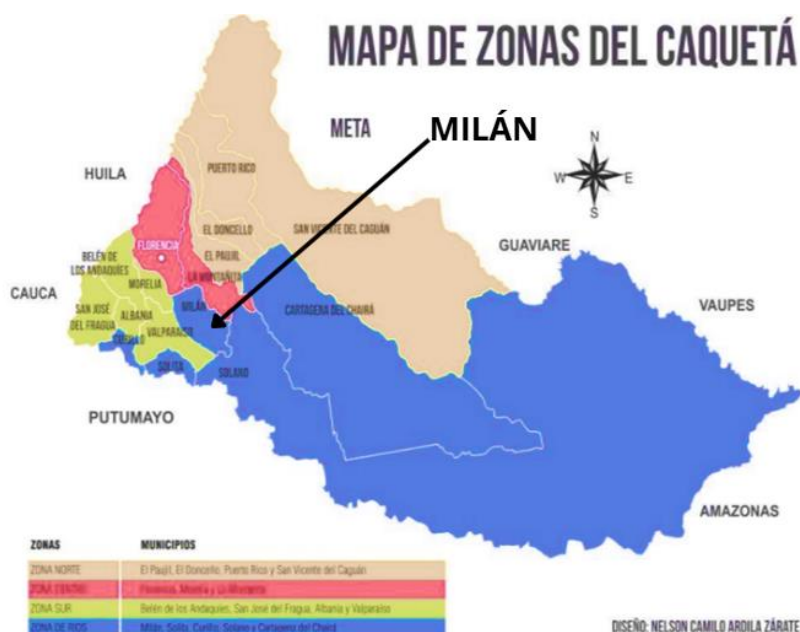 MAPA DE ZONAS DEL CAQUETÁ
META
MILÁN
N
W E
S
HUILA
PUERTO RICO
EL DONCELLO
SAN VICENTE DEL CAGUÁN
GUAVIARE
FLORENCIA
EL PAUJIL
BELÉN DE
LOS ANDAQUÍES
LA MONTAÑITA
MORELIA
CAUCA
MILÁN
CARTAGENA DEL CHAIRÁ
VAUPES
SAN JOSÉ
DEL FRAGUA
ALBANIA
VALPARAISO
CURILLO
SOLITA
SOLANO
PUTUMAYO
AMAZONAS
ZONAS MUNICIPIOS
ZONA NORTE El Paujil, El Doncello, Puerto Rico y San Vicente del Caguán
ZONA CENTRO Florencia, Morelia y La Montañita
ZONA SUR Belén de los Andaquies, San José del Fragua, Albania y Valparaiso
ZONA DE RIOS Milán, Solita, Curillo, Solano y Cartagena del Chairá
DISEÑO: NELSON CAMILO ARDILA ZÁRATE